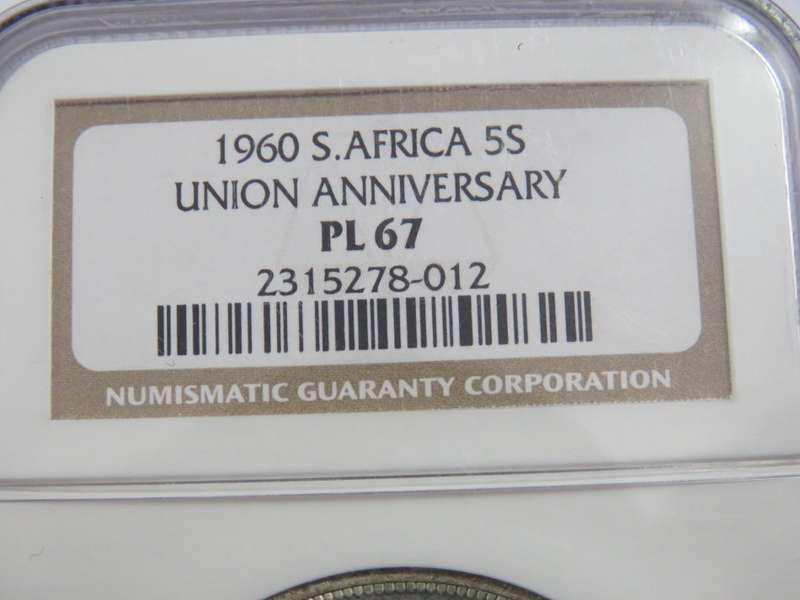 1960 S.AFRICA 5S
UNION ANNIVERSARY
PL 67
2315278-012
NUMISMATIC GUARANTY CORPORATION